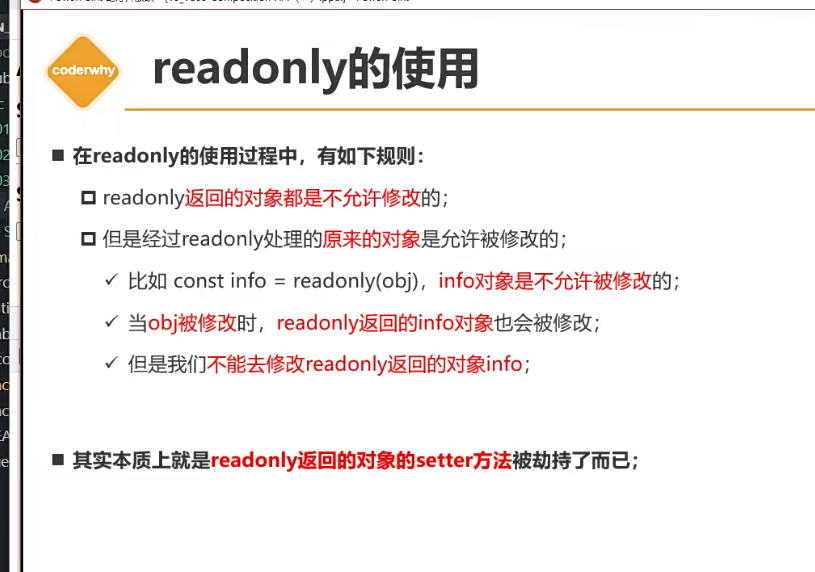 coderwhy
readonly的使用
■ 在readonly的使用过程中，有如下规则：
readonly返回的对象都是不允许修改的；
但是经过readonly处理的原来的对象是允许被修改的；
✓ 比如 const info = readonly(obj)，info对象是不允许被修改的；
✓ 当obj被修改时，readonly返回的info对象也会被修改；
✓ 但是我们不能去修改readonly返回的对象info；
■ 其实本质上就是readonly返回的对象的setter方法被劫持了而已；